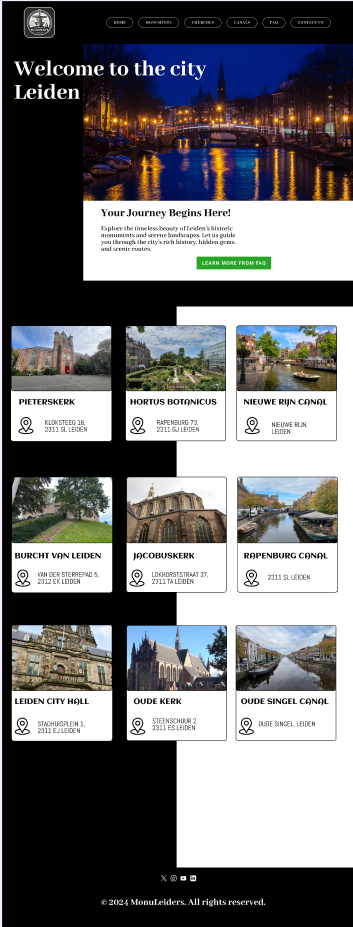 HOME
MONUMENTS
CHURCHES
CANALS
FAQ
CONTACT US
Welcome to the city
Leiden
Your Journey Begins Here!
Explore the timeless beauty of Leiden's historic
monuments and serene landscapes. Let us guide
you through the city's rich history, hidden gems,
and scenic routes.
LEARN MORE FROM FAQ
PIETERSKERK
KLOKSTEEG 16,
2311 SL LEIDEN
HORTUS BOTANICUS
RAPENBURG 73,
2311 GJ LEIDEN
NIEUWE RIJN CANAL
NIEUWE RIJN,
LEIDEN
BURCHT VAN LEIDEN
VAN DER STERREPAD 5,
2312 EK LEIDEN
JACOBUSKERK
LOKHORSTSTRAAT 37,
2311 TA LEIDEN
RAPENBURG CANAL
2311 SL LEIDEN
LEIDEN CITY HALL
STADHUISPLEIN 1,
2311 EJ LEIDEN
OUDE KERK
STEENSCHUUR 2,
2311 ES LEIDEN
OUDE SINGEL CANAL
OUDE SINGEL, LEIDEN
© 2024 MonuLeiders. All rights reserved.